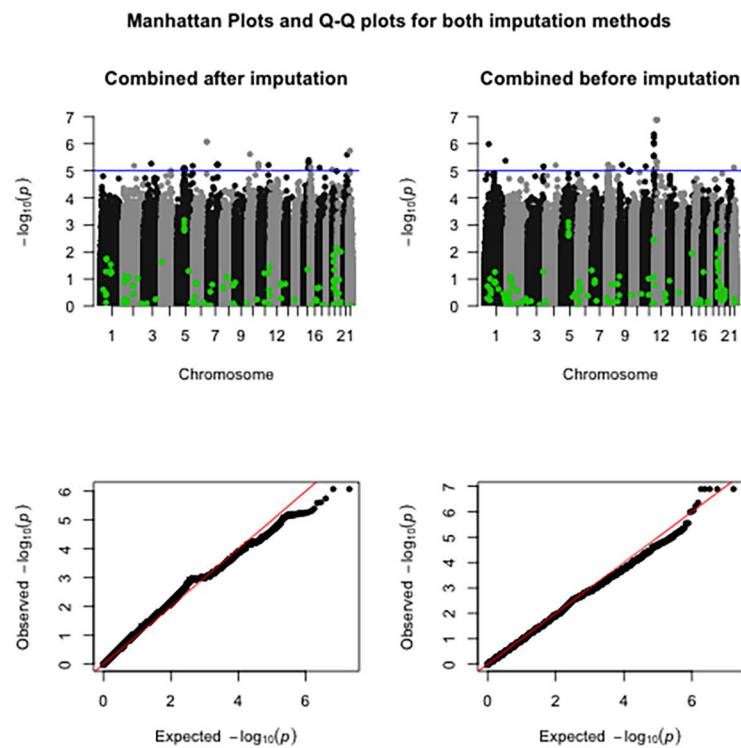 Manhattan Plots and Q-Q plots for both imputation methods
Combined after imputation
Combined before imputation
7
6
5
4
3
2
1
0
−log10(p)
1 3 5 7 9 12 16 21
Chromosome
7
6
5
4
3
2
1
0
−log10(p)
1 3 5 7 9 12 16 21
Chromosome
6
5
4
3
2
1
0
Observed −log10(p)
0 2 4 6
Expected −log10(p)
7
6
5
4
3
2
1
0
Observed −log10(p)
0 2 4 6
Expected −log10(p)